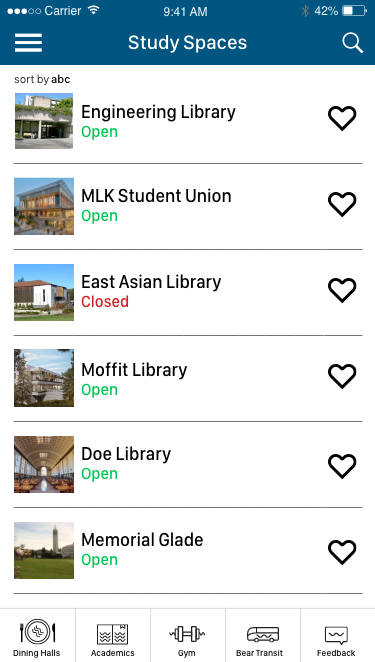 Carrier 9:41 AM 42%
Study Spaces
sort by abc
Engineering Library
Open
MLK Student Union
Open
East Asian Library
Closed
Moffit Library
Open
Doe Library
Open
Memorial Glade
Open
Dining Halls Academics Gym Bear Transit Feedback